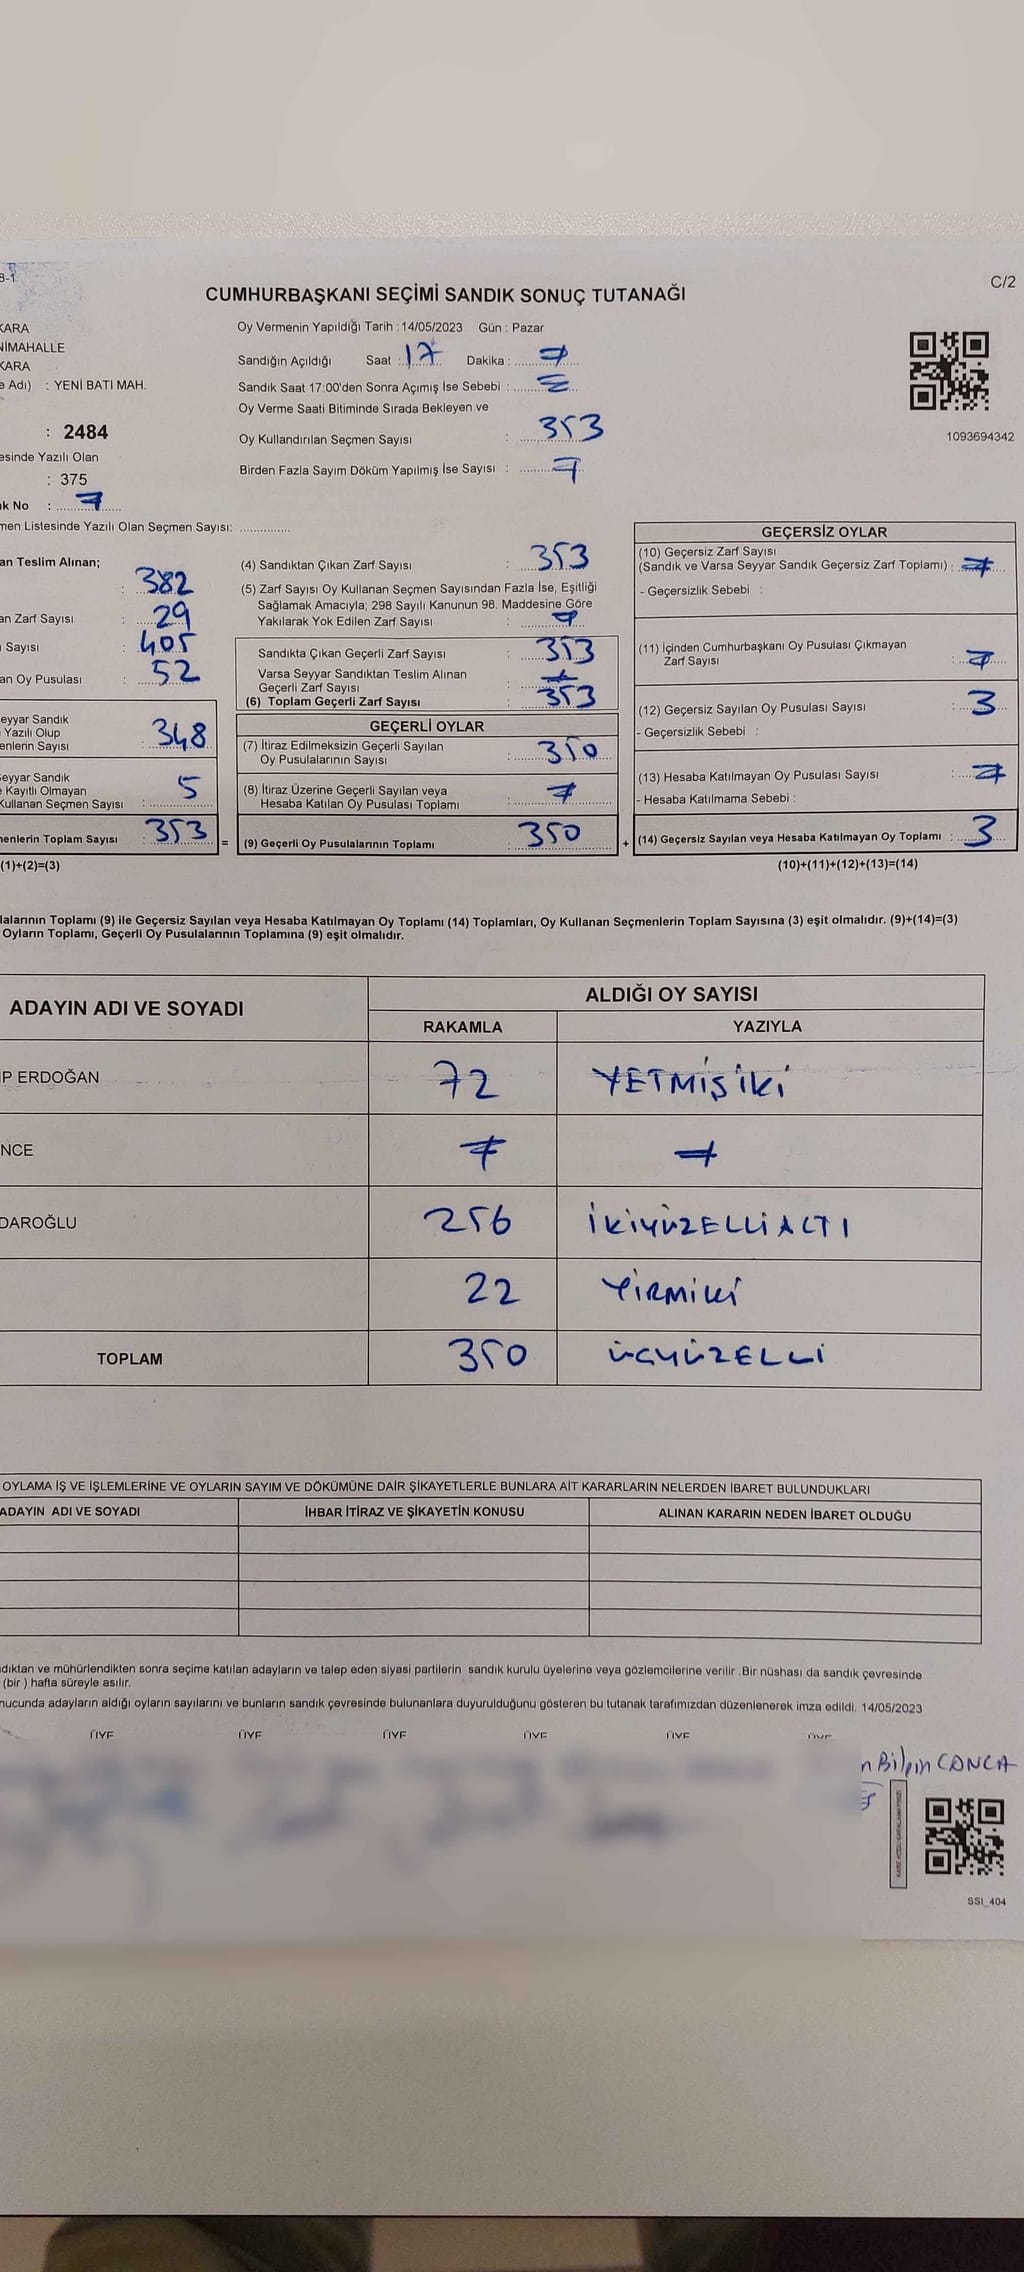 8-1
C/2
CUMHURBAŞKANI SEÇİMİ SANDIK SONUÇ TUTANAĞI
KARA
NİMAHALLE
KARA
e Adı) : YENİ BATI MAH.
: 2484
esinde Yazılı Olan
: 375
ık No :
men Listesinde Yazılı Olan Seçmen Sayısı:
Oy Vermenin Yapıldığı Tarih : 14/05/2023 Gün : Pazar
Sandığın Açıldığı Saat : 17 Dakika :
Sandık Saat 17:00'den Sonra Açımış İse Sebebi :
Oy Verme Saati Bitiminde Sırada Bekleyen ve
Oy Kullandırılan Seçmen Sayısı : 353
Birden Fazla Sayım Döküm Yapılmış İse Sayısı :
1093694342
an Teslim Alınan;
: 382
an Zarf Sayısı : 29
ı Sayısı : 405
an Oy Pusulası : 52
eyyar Sandık
Yazılı Olup
enlerin Sayısı : 348
Seyyar Sandık
Kayıtlı Olmayan
Kullanan Seçmen Sayısı : 5
menlerin Toplam Sayısı : 353 =
(1)+(2)=(3)
(4) Sandıktan Çıkan Zarf Sayısı : 353
(5) Zarf Sayısı Oy Kullanan Seçmen Sayısından Fazla İse, Eşitliği
Sağlamak Amacıyla; 298 Sayılı Kanunun 98. Maddesine Göre
Yakılarak Yok Edilen Zarf Sayısı :
Sandıkta Çıkan Geçerli Zarf Sayısı : 353
Varsa Seyyar Sandıktan Teslim Alınan
Geçerli Zarf Sayısı :
(6) Toplam Geçerli Zarf Sayısı : 353
GEÇERLİ OYLAR
(7) İtiraz Edilmeksizin Geçerli Sayılan
Oy Pusulalarının Sayısı : 350
(8) İtiraz Üzerine Geçerli Sayılan veya
Hesaba Katılan Oy Pusulası Toplamı :
(9) Geçerli Oy Pusulalarının Toplamı : 350 +
GEÇERSİZ OYLAR
(10) Geçersiz Zarf Sayısı
(Sandık ve Varsa Seyyar Sandık Geçersiz Zarf Toplamı) :
- Geçersizlik Sebebi :
(11) İçinden Cumhurbaşkanı Oy Pusulası Çıkmayan
Zarf Sayısı :
(12) Geçersiz Sayılan Oy Pusulası Sayısı : 3
- Geçersizlik Sebebi :
(13) Hesaba Katılmayan Oy Pusulası Sayısı :
- Hesaba Katılmama Sebebi :
(14) Geçersiz Sayılan veya Hesaba Katılmayan Oy Toplamı : 3
(10)+(11)+(12)+(13)=(14)
lalarının Toplamı (9) ile Geçersiz Sayılan veya Hesaba Katılmayan Oy Toplamı (14) Toplamları, Oy Kullanan Seçmenlerin Toplam Sayısına (3) eşit olmalıdır. (9)+(14)=(3)
Oyların Toplamı, Geçerli Oy Pusulalarının Toplamına (9) eşit olmalıdır.
ADAYIN ADI VE SOYADI
ALDIĞI OY SAYISI
RAKAMLA YAZIYLA
İP ERDOĞAN 72 YETMİŞ İKİ
NCE
DAROĞLU 256 İKİYÜZELLİALTI
22 YİRMİİKİ
TOPLAM 350 ÜÇYÜZELLİ
OYLAMA İŞ VE İŞLEMLERİNE VE OYLARIN SAYIM VE DÖKÜMÜNE DAİR ŞİKAYETLERLE BUNLARA AİT KARARLARIN NELERDEN İBARET BULUNDUKLARI
ADAYIN ADI VE SOYADI İHBAR İTİRAZ VE ŞİKAYETİN KONUSU ALINAN KARARIN NEDEN İBARET OLDUĞU
dıktan ve mühürlendikten sonra seçime katılan adayların ve talep eden siyasi partilerin sandık kurulu üyelerine veya gözlemcilerine verilir .Bir nüshası da sandık çevresinde
(bir ) hafta süreyle asılır.
nucunda adayların aldığı oyların sayılarını ve bunların sandık çevresinde bulunanlara duyurulduğunu gösteren bu tutanak tarafımızdan düzenlenerek imza edildi. 14/05/2023
ÜYE ÜYE ÜYE ÜYE ÜYE ÜYE
SSI_404